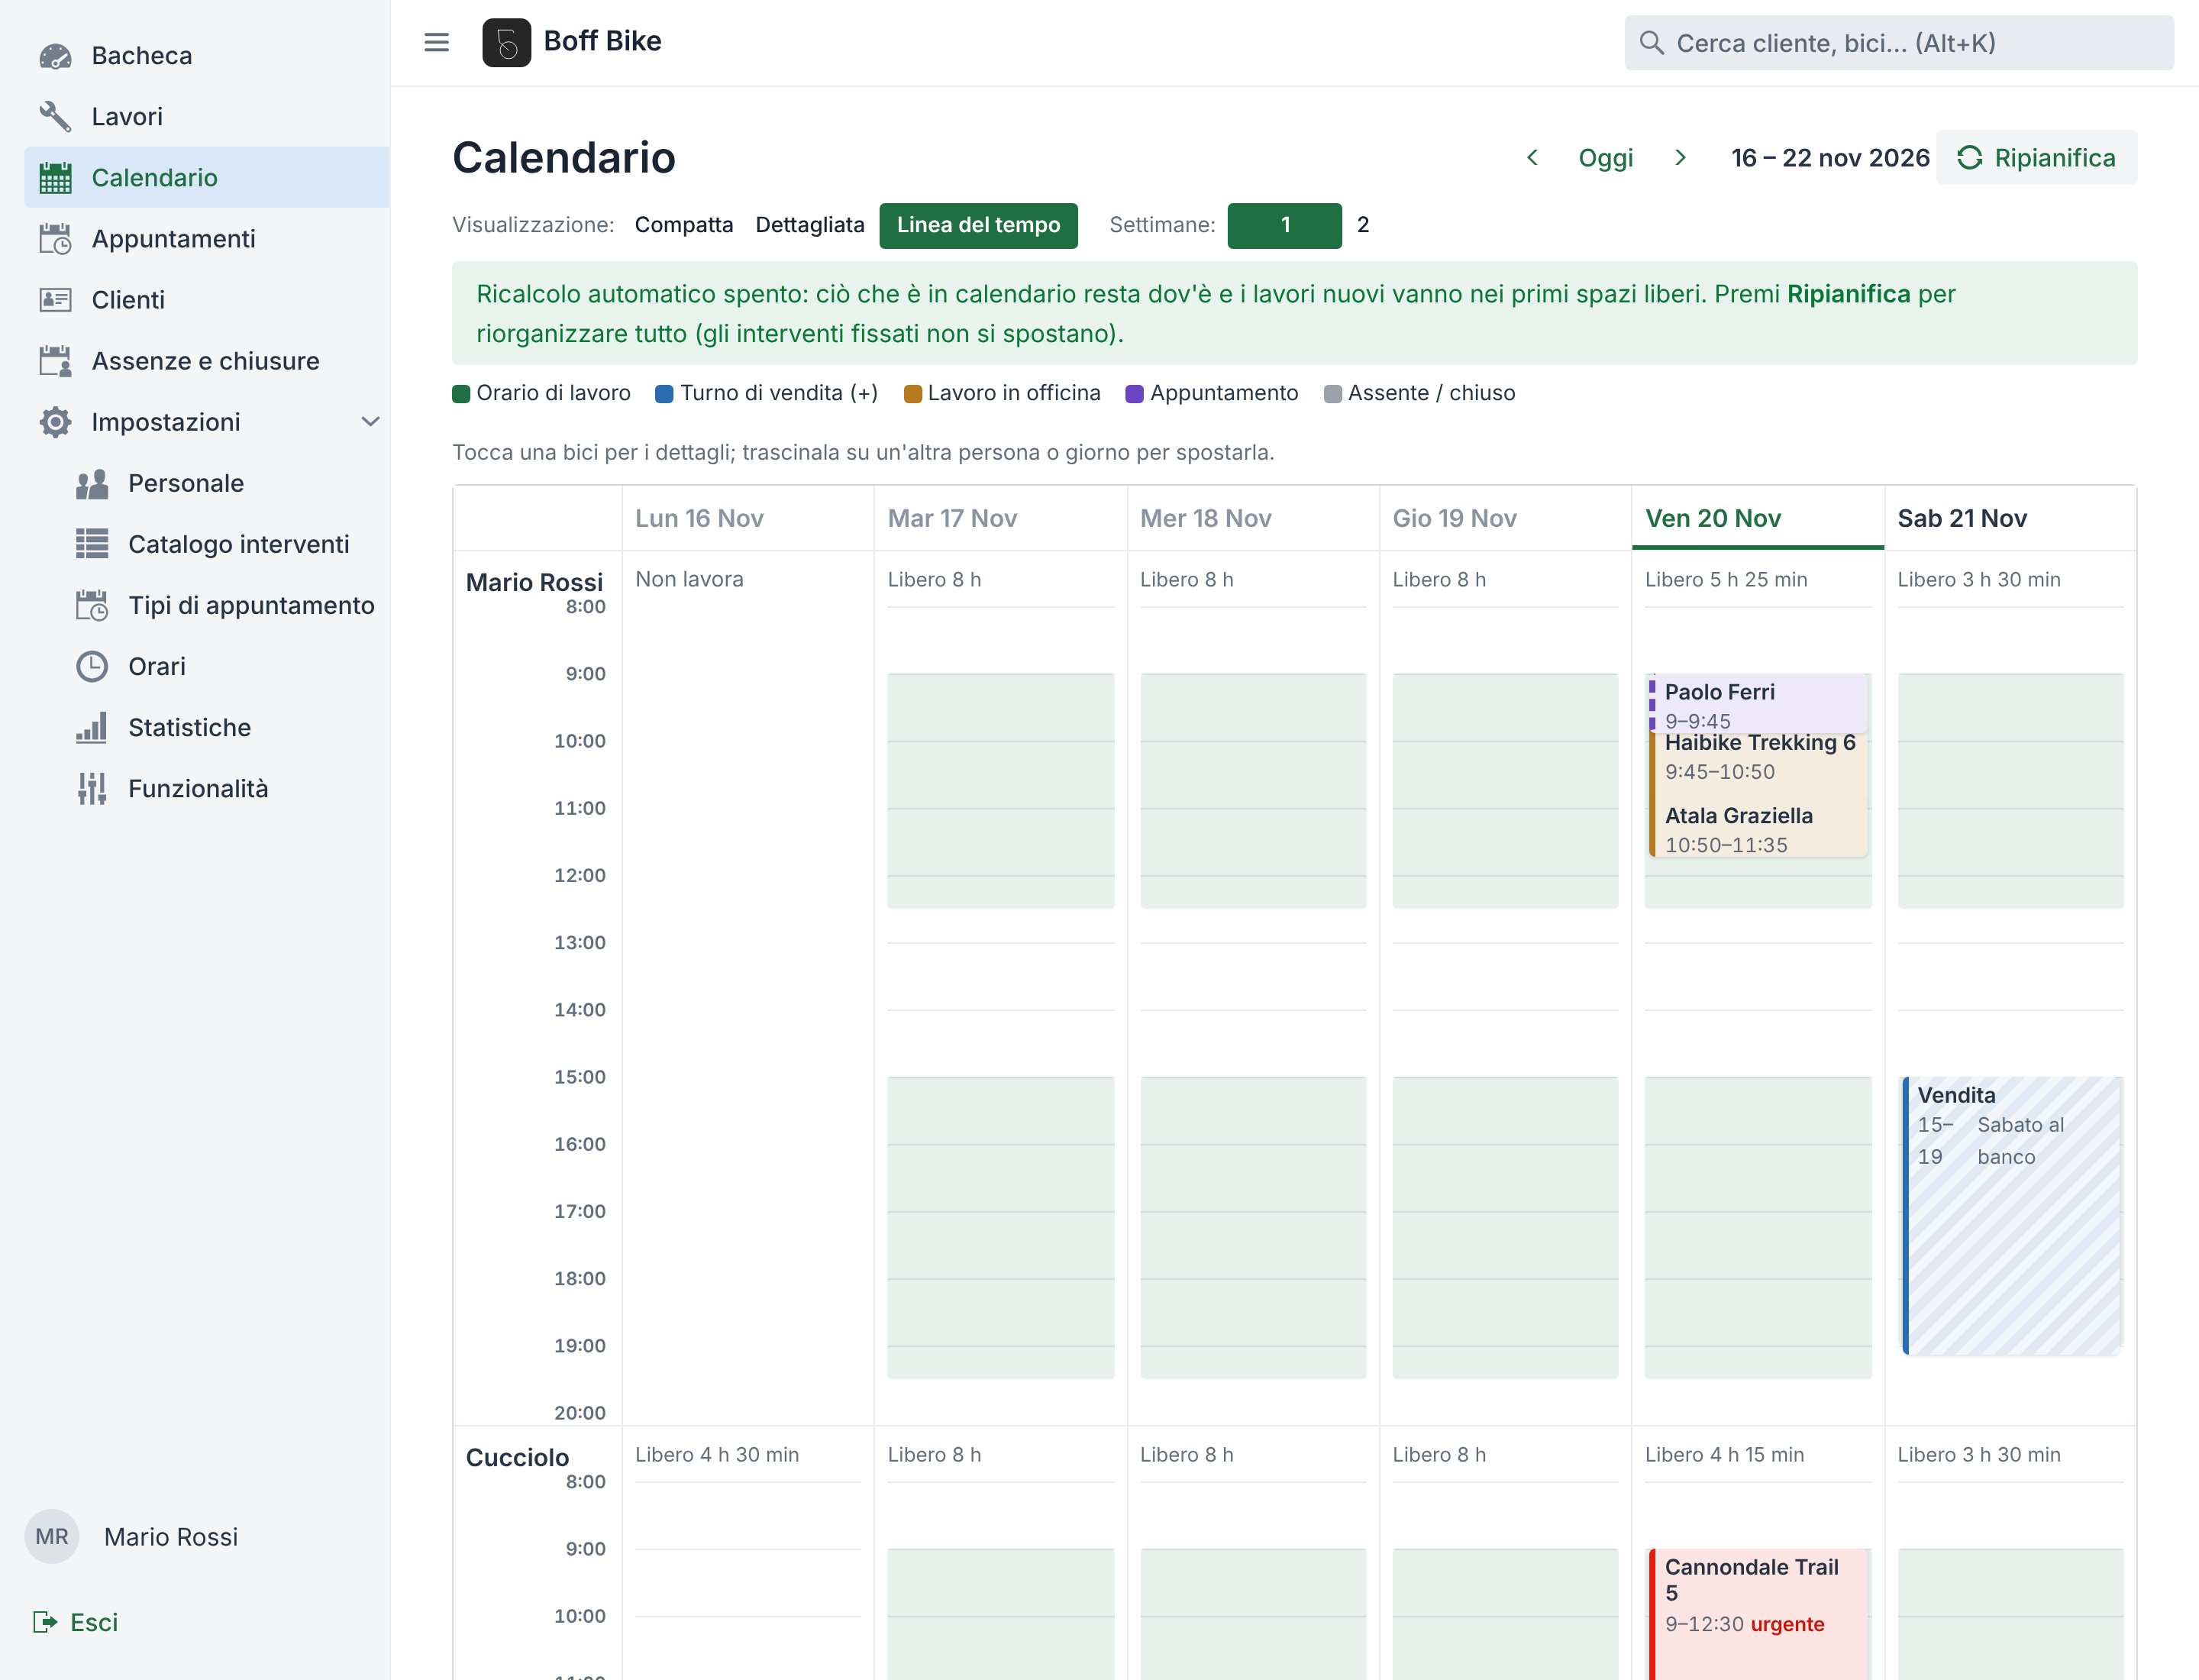 Bacheca
Lavori
Calendario
Appuntamenti
Clienti
Assenze e chiusure
Impostazioni
Personale
Catalogo interventi
Tipi di appuntamento
Orari
Statistiche
Funzionalità
MR
Mario Rossi
Esci
Boff Bike
Cerca cliente, bici... (Alt+K)
Calendario
Oggi
16 – 22 nov 2026
Ripianifica
Visualizzazione: Compatta Dettagliata Linea del tempo Settimane: 1 2
Ricalcolo automatico spento: ciò che è in calendario resta dov'è e i lavori nuovi vanno nei primi spazi liberi. Premi Ripianifica per
riorganizzare tutto (gli interventi fissati non si spostano).
Orario di lavoro Turno di vendita (+) Lavoro in officina Appuntamento Assente / chiuso
Tocca una bici per i dettagli; trascinala su un'altra persona o giorno per spostarla.
Lun 16 Nov Mar 17 Nov Mer 18 Nov Gio 19 Nov Ven 20 Nov Sab 21 Nov
Mario Rossi Non lavora Libero 8 h Libero 8 h Libero 8 h Libero 5 h 25 min Libero 3 h 30 min
8:00
9:00
10:00
11:00
12:00
13:00
14:00
15:00
16:00
17:00
18:00
19:00
20:00
Paolo Ferri
9–9:45
Haibike Trekking 6
9:45–10:50
Atala Graziella
10:50–11:35
Vendita
15– Sabato al
19 banco
Cucciolo Libero 4 h 30 min Libero 8 h Libero 8 h Libero 8 h Libero 4 h 15 min Libero 3 h 30 min
8:00
9:00
10:00
Cannondale Trail
5
9–12:30 urgente